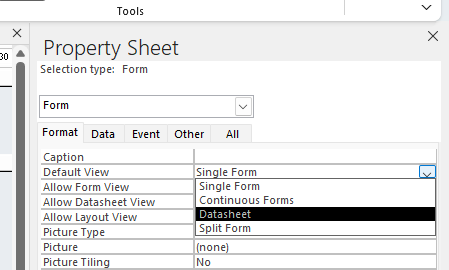 Tools
Property Sheet
30
Selection type: Form
Form
Format Data Event Other All
Caption
Default View Single Form
Allow Form View Single Form
Allow Datasheet View Continuous Forms
Allow Layout View Datasheet
Picture Type Split Form
Picture (none)
Picture Tiling No